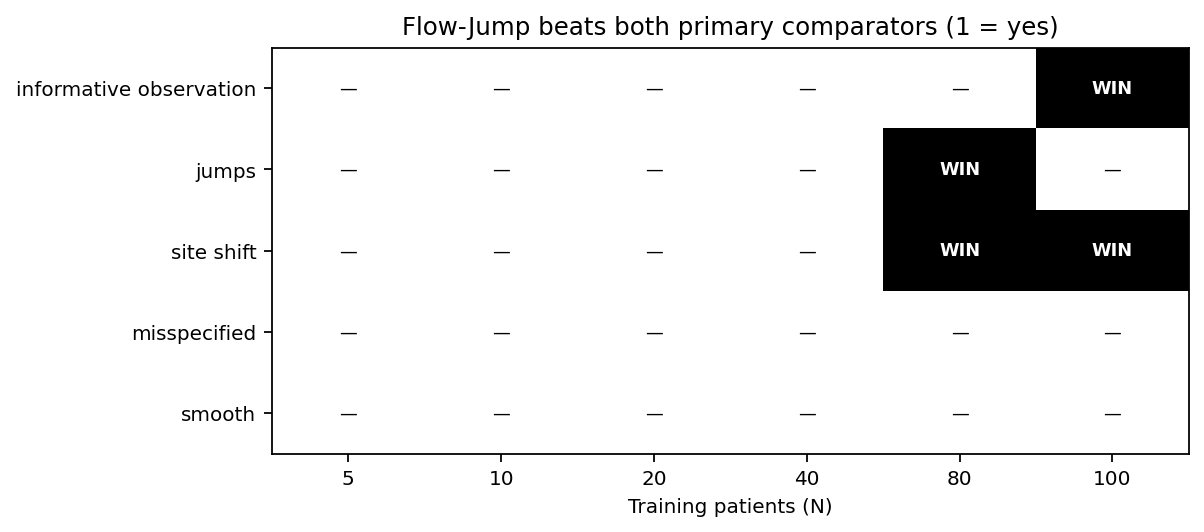 Flow-Jump beats both primary comparators (1 = yes)
informative observation — — — — — WIN
jumps — — — — WIN —
site shift — — — — WIN WIN
misspecified — — — — — —
smooth — — — — — —
5 10 20 40 80 100
Training patients (N)